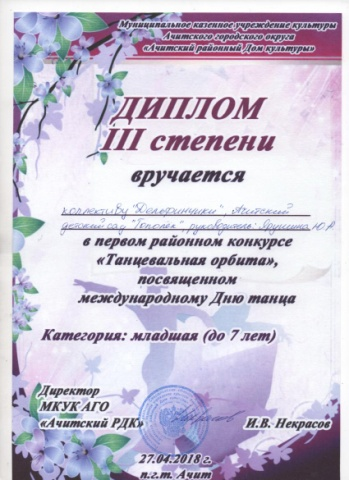 Муниципальное казенное учреждение культуры
Ачитского городского округа
«Ачитский районный Дом культуры»
ДИПЛОМ
III степени
вручается
коллективу "Дельфинчики", Ачитский
детский сад "Тополёк", руководитель: Ю.А.
в первом районном конкурсе
«Танцевальная орбита»,
посвященном
международному Дню танца
Категория: младшая (до 7 лет)
Директор
МКУК АГО
«Ачитский РДК»
И.В. Некрасов
27.04.2018 г.
п.г.т. Ачит